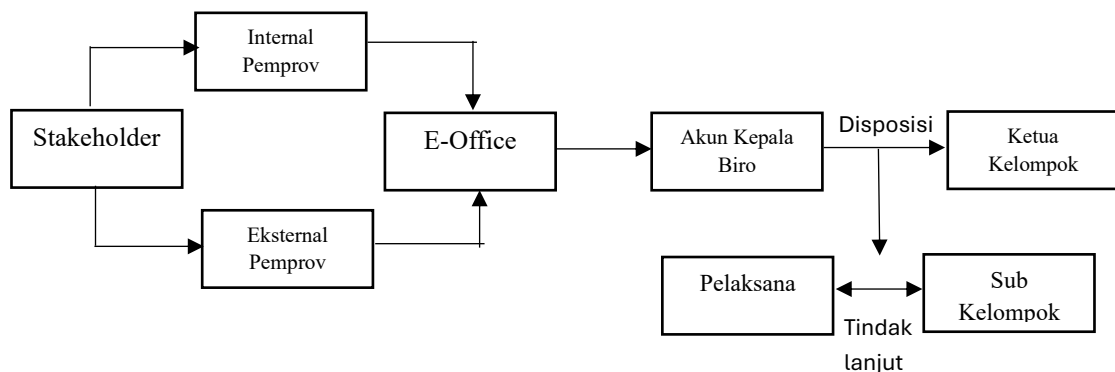 Internal
Pemprov
Stakeholder
E-Office
Akun Kepala
Biro
Disposisi
Ketua
Kelompok
Eksternal
Pemprov
Pelaksana
Sub
Kelompok
Tindak
lanjut